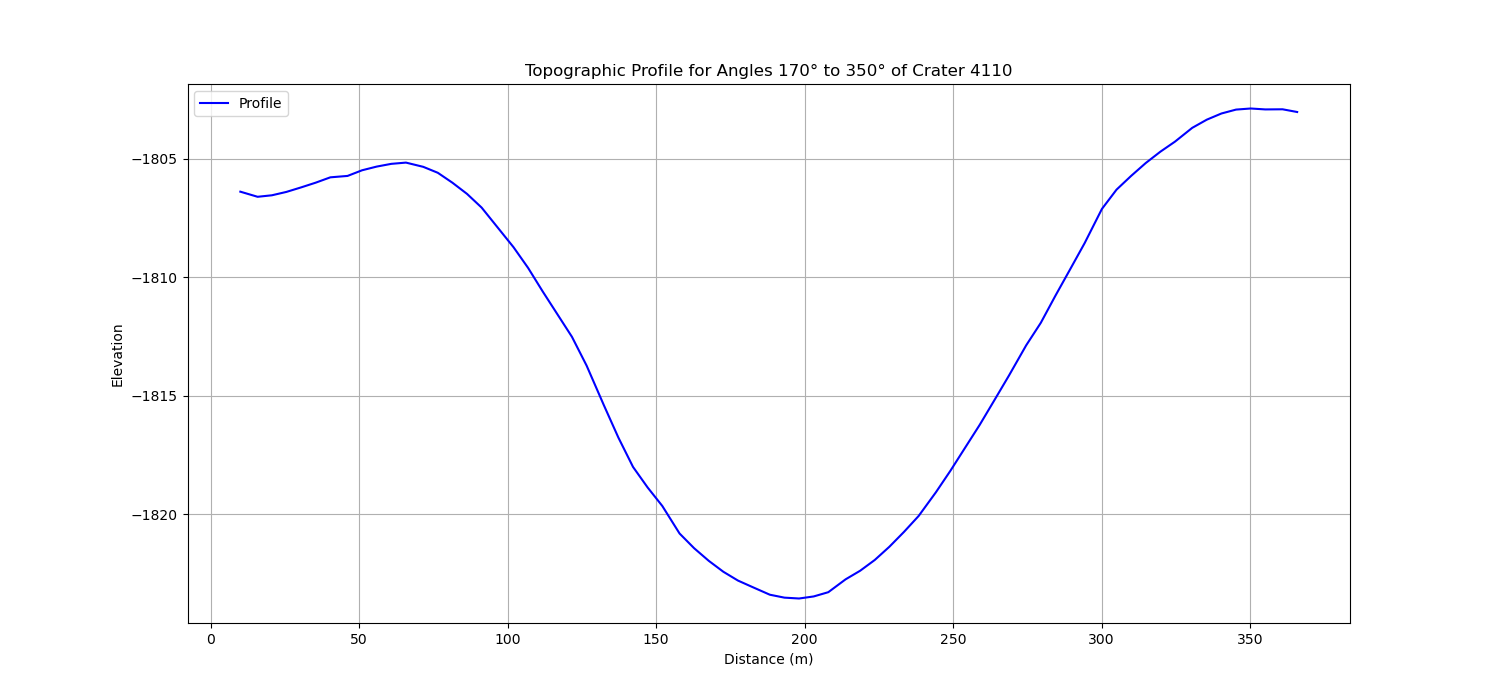 Topographic Profile for Angles 170° to 350° of Crater 4110
Profile
−1805
−1810
−1815
−1820
Elevation
0 50 100 150 200 250 300 350
Distance (m)